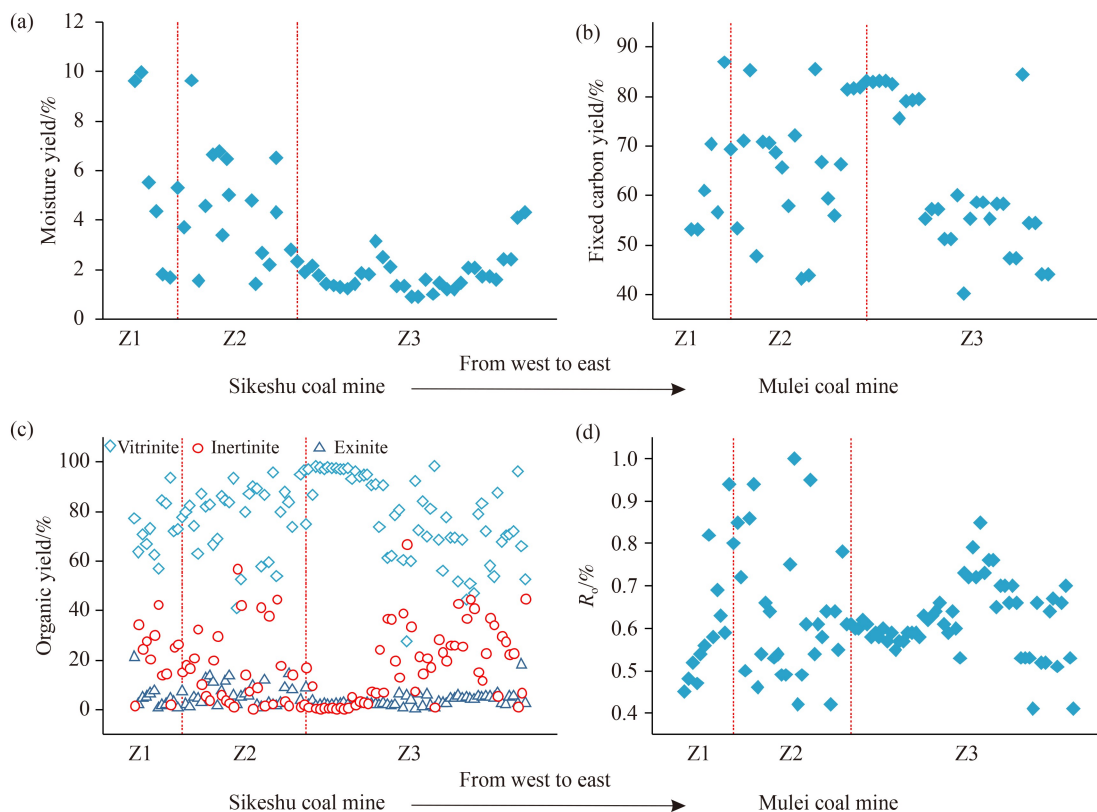 (a)
Moisture yield/%
12
10
8
6
4
2
0
Z1 Z2 Z3
(b)
Fixed carbon yield/%
90
80
70
60
50
40
Z1 Z2 Z3
From west to east
Sikeshu coal mine Mulei coal mine
(c)
Vitrinite Inertinite Exinite
Organic yield/%
100
80
60
40
20
0
Z1 Z2 Z3
(d)
Ro/%
1.0
0.9
0.8
0.7
0.6
0.5
0.4
Z1 Z2 Z3
From west to east
Sikeshu coal mine Mulei coal mine